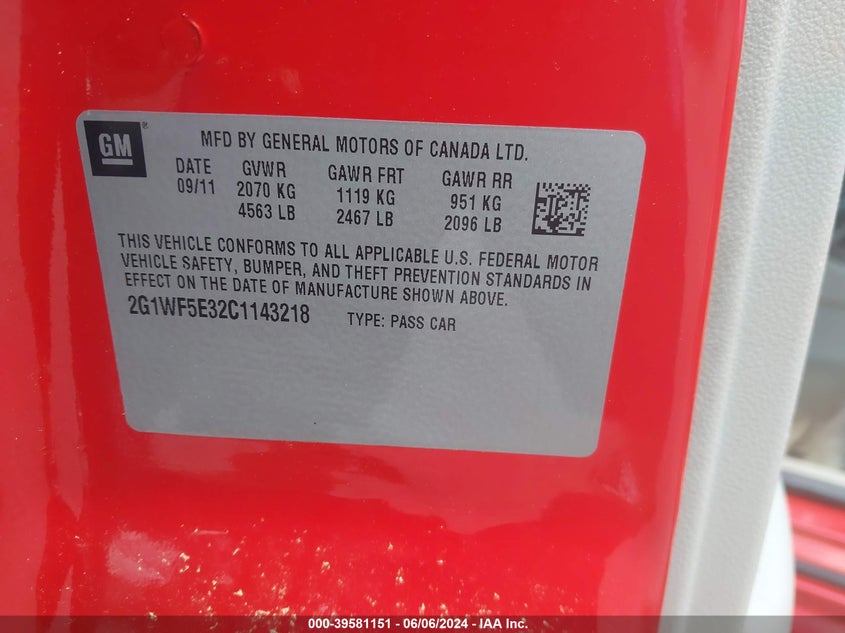 GM®
MFD BY GENERAL MOTORS OF CANADA LTD.
DATE GVWR GAWR FRT GAWR RR
09/11 2070 KG 1119 KG 951 KG
4563 LB 2467 LB 2096 LB
THIS VEHICLE CONFORMS TO ALL APPLICABLE U.S. FEDERAL MOTOR
VEHICLE SAFETY, BUMPER, AND THEFT PREVENTION STANDARDS IN
EFFECT ON THE DATE OF MANUFACTURE SHOWN ABOVE.
2G1WF5E32C1143218 TYPE: PASS CAR
000-39581151 - 06/06/2024 - IAA Inc.